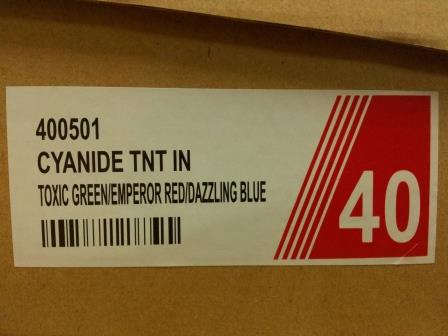 400501
CYANIDE TNT IN
TOXIC GREEN/EMPEROR RED/DAZZLING BLUE
40